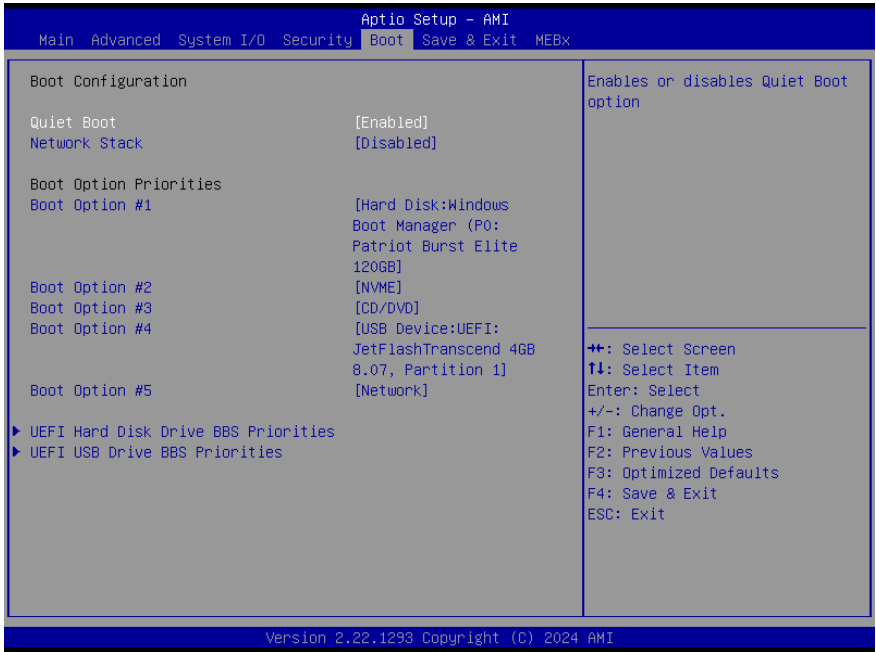 Aptio Setup - AMI
Main Advanced System I/O Security Boot Save & Exit MEBx
Boot Configuration
Quiet Boot [Enabled]
Network Stack [Disabled]
Boot Option Priorities
Boot Option #1 [Hard Disk:Windows
Boot Manager (P0:
Patriot Burst Elite
120GB]
Boot Option #2 [NVME]
Boot Option #3 [CD/DVD]
Boot Option #4 [USB Device:UEFI:
JetFlashTranscend 4GB
8.07, Partition 1]
Boot Option #5 [Network]
UEFI Hard Disk Drive BBS Priorities
UEFI USB Drive BBS Priorities
Enables or disables Quiet Boot
option
→←: Select Screen
↑↓: Select Item
Enter: Select
+/-: Change Opt.
F1: General Help
F2: Previous Values
F3: Optimized Defaults
F4: Save & Exit
ESC: Exit
Version 2.22.1293 Copyright (C) 2024 AMI